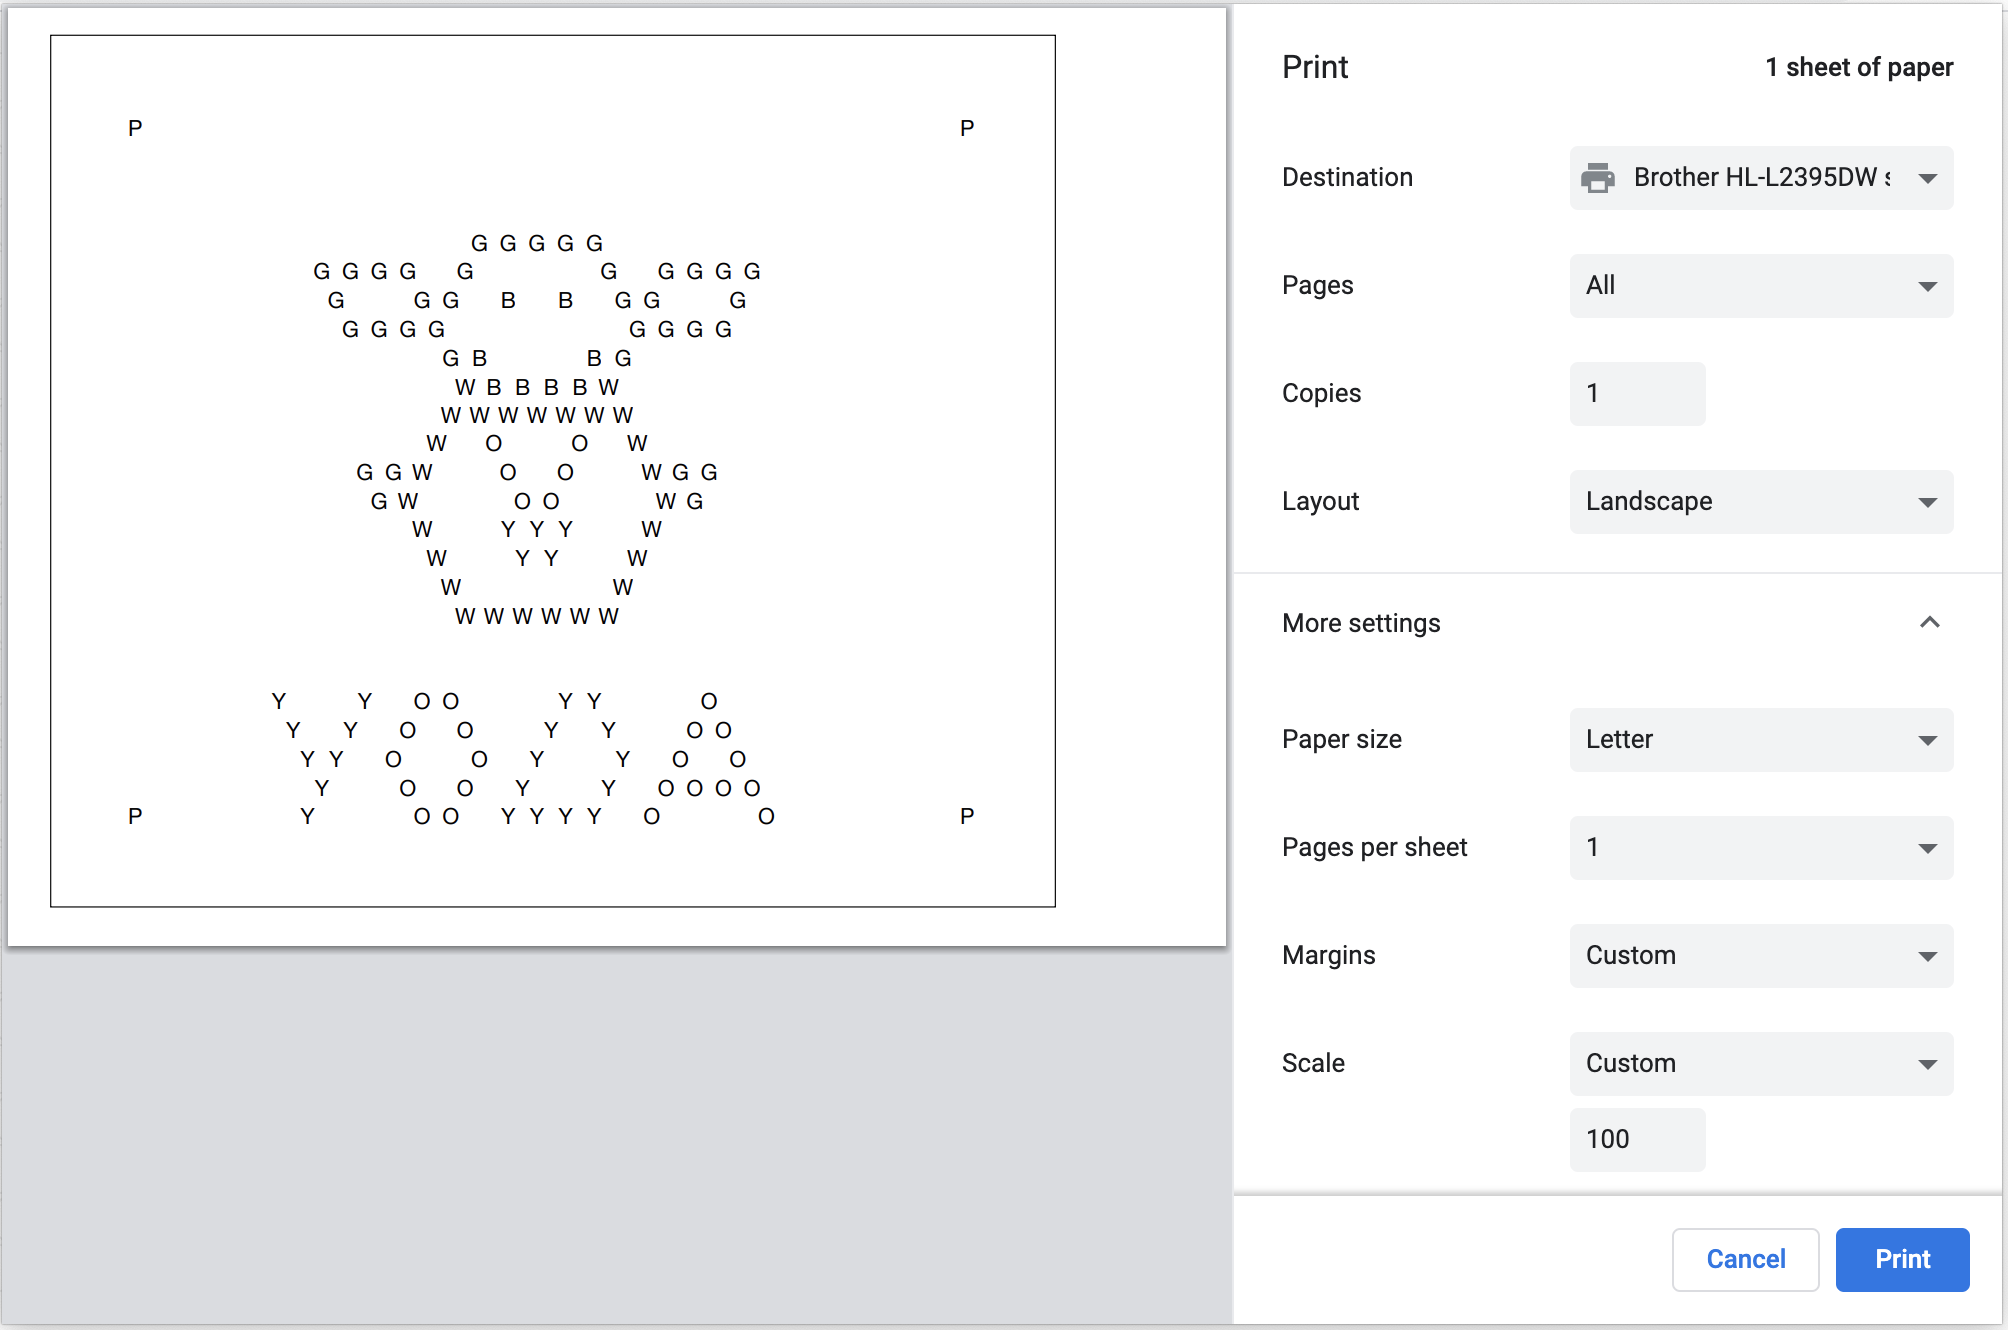 P P
G G G G G
G G G G G G G G G G
G G G B B G G G
G G G G G G G G
G B B G
W B B B B W
W W W W W W W
W O O W
G G W O O W G G
G W O O W G
W Y Y Y W
W Y Y W
W W
W W W W W W
Y Y O O Y Y O
Y Y O O Y Y O O
Y Y O O Y Y O O
Y O O Y Y O O O O
P Y O O Y Y Y Y O O P
Print 1 sheet of paper
Destination Brother HL-L2395DW s
Pages All
Copies 1
Layout Landscape
More settings
Paper size Letter
Pages per sheet 1
Margins Custom
Scale Custom
100
Cancel Print